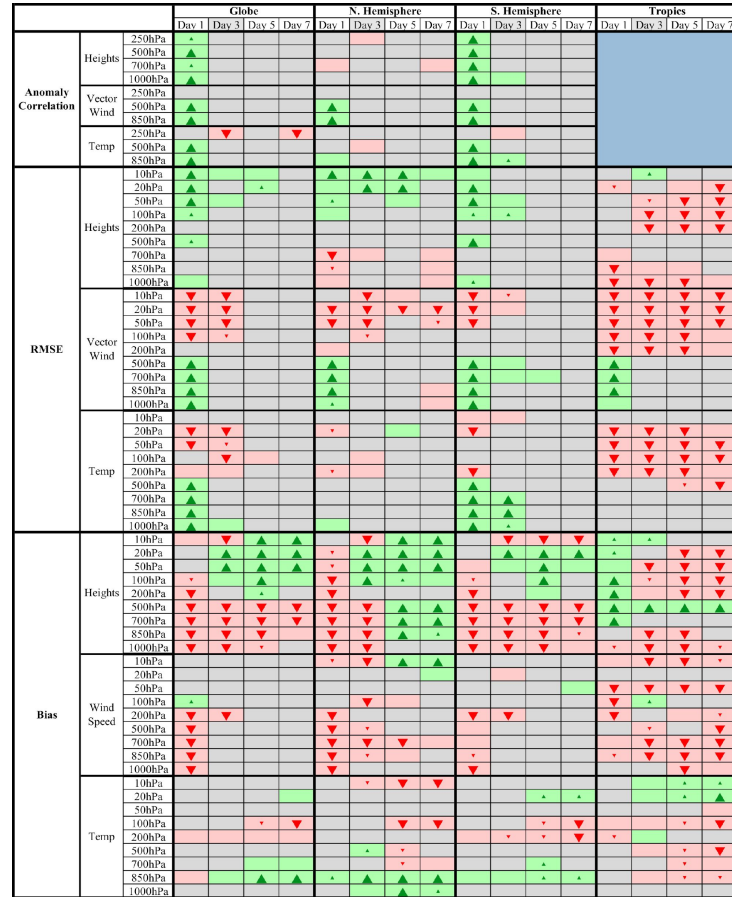 Globe N. Hemisphere S. Hemisphere Tropics
Day 1 Day 3 Day 5 Day 7 Day 1 Day 3 Day 5 Day 7 Day 1 Day 3 Day 5 Day 7 Day 1 Day 3 Day 5 Day 7
Anomaly Correlation
Heights
250hPa
500hPa
700hPa
1000hPa
Vector Wind
250hPa
500hPa
850hPa
Temp
250hPa
500hPa
850hPa
RMSE
Heights
10hPa
20hPa
50hPa
100hPa
200hPa
500hPa
700hPa
850hPa
1000hPa
Vector Wind
10hPa
20hPa
50hPa
100hPa
200hPa
500hPa
700hPa
850hPa
1000hPa
Temp
10hPa
20hPa
50hPa
100hPa
200hPa
500hPa
700hPa
850hPa
1000hPa
Bias
Heights
10hPa
20hPa
50hPa
100hPa
200hPa
500hPa
700hPa
850hPa
1000hPa
Wind Speed
10hPa
20hPa
50hPa
100hPa
200hPa
500hPa
700hPa
850hPa
1000hPa
Temp
10hPa
20hPa
50hPa
100hPa
200hPa
500hPa
700hPa
850hPa
1000hPa